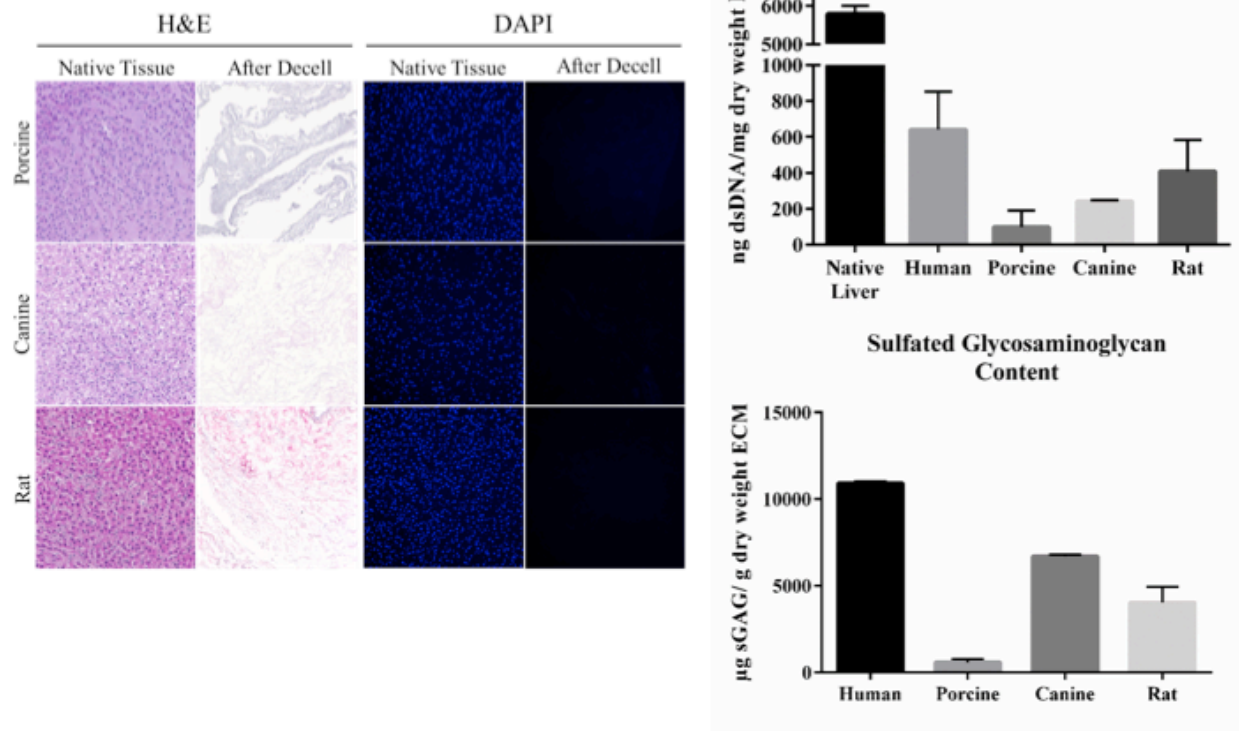 H&E
DAPI
Native Tissue
After Decell
Native Tissue
After Decell
Porcine
Canine
Rat
ng dsDNA/mg dry weight
6000
5000
1000
800
600
400
200
0
Native
Liver
Human
Porcine
Canine
Rat
Sulfated Glycosaminoglycan
Content
µg sGAG/ g dry weight ECM
15000
10000
5000
0
Human
Porcine
Canine
Rat